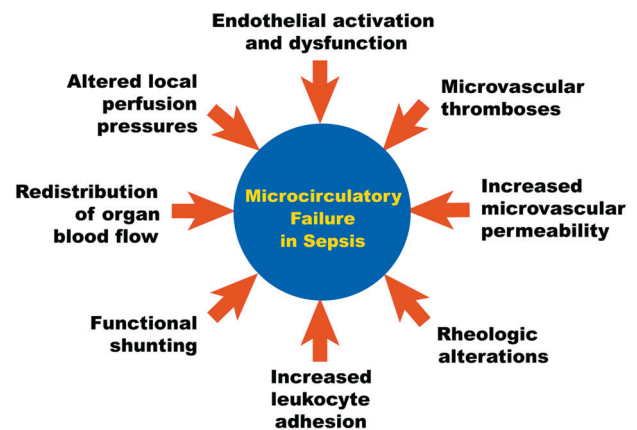 Endothelial activation
and dysfunction
Microvascular
thromboses
Increased
microvascular
permeability
Rheologic
alterations
Increased
leukocyte
adhesion
Functional
shunting
Redistribution
of organ
blood flow
Altered local
perfusion
pressures
Microcirculatory
Failure
in Sepsis